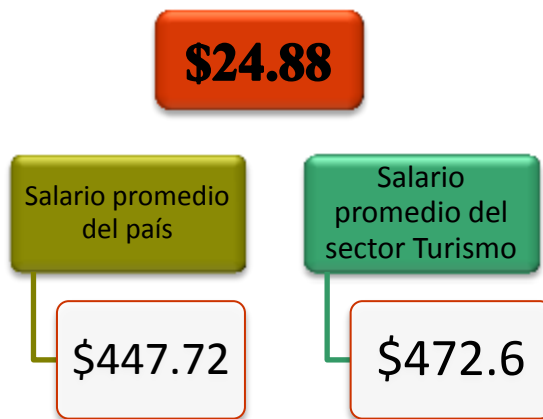 $24.88
Salario promedio
del país
$447.72
Salario
promedio del
sector Turismo
$472.6